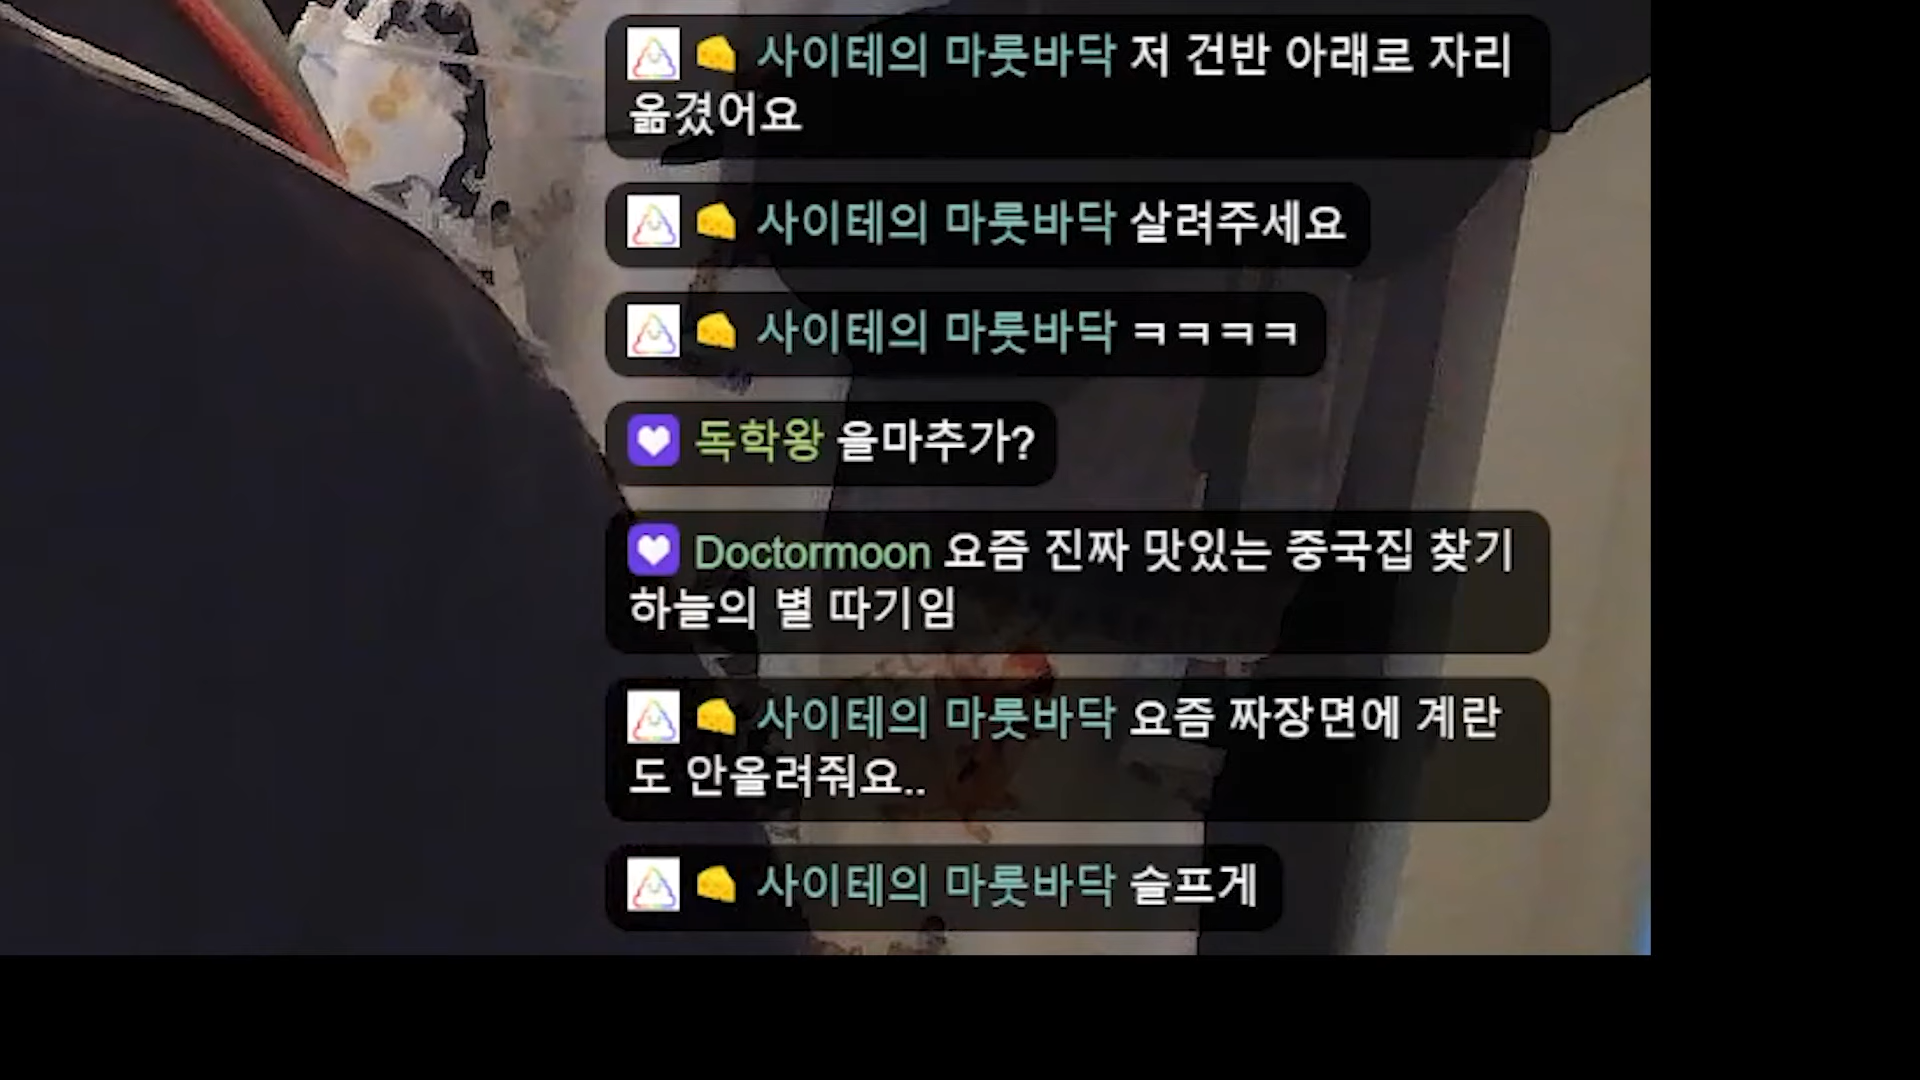 사이테의 마룻바닥 저 건반 아래로 자리
옮겼어요
사이테의 마룻바닥 살려주세요
사이테의 마룻바닥 ㅋㅋㅋㅋ
독학왕 을마추가?
Doctormoon 요즘 진짜 맛있는 중국집 찾기
하늘의 별 따기임
사이테의 마룻바닥 요즘 짜장면에 계란
도 안올려줘요..
사이테의 마룻바닥 슬프게